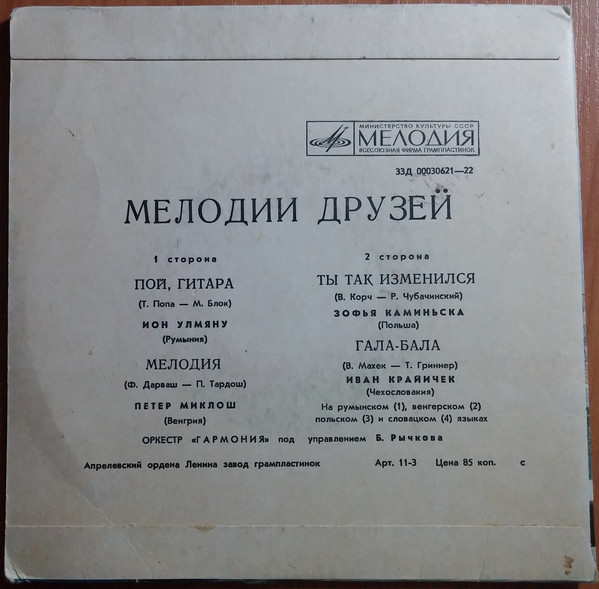 МИНИСТЕРСТВО КУЛЬТУРЫ СССР
МЕЛОДИЯ
ВСЕСОЮЗНАЯ ФИРМА ГРАМПЛАСТИНОК
33Д 00030621—22
МЕЛОДИИ ДРУЗЕЙ
1 сторона
ПОЙ, ГИТАРА
(Т. Попа — М. Блок)
ИОН УЛМЯНУ
(Румыния)
МЕЛОДИЯ
(Ф. Дарваш — П. Тардош)
ПЕТЕР МИКЛОШ
(Венгрия)
2 сторона
ТЫ ТАК ИЗМЕНИЛСЯ
(В. Корч — Р. Чубачинский)
ЗОФЬЯ КАМИНЬСКА
(Польша)
ГАЛА-БАЛА
(В. Махек — Т. Гриннер)
ИВАН КРАЙИЧЕК
(Чехословакия)
На румынском (1), венгерском (2)
польском (3) и словацком (4) языках
ОРКЕСТР «ГАРМОНИЯ» под управлением Б. Рычкова
Апрелевский ордена Ленина завод грампластинок Арт. 11-3 Цена 85 коп. с